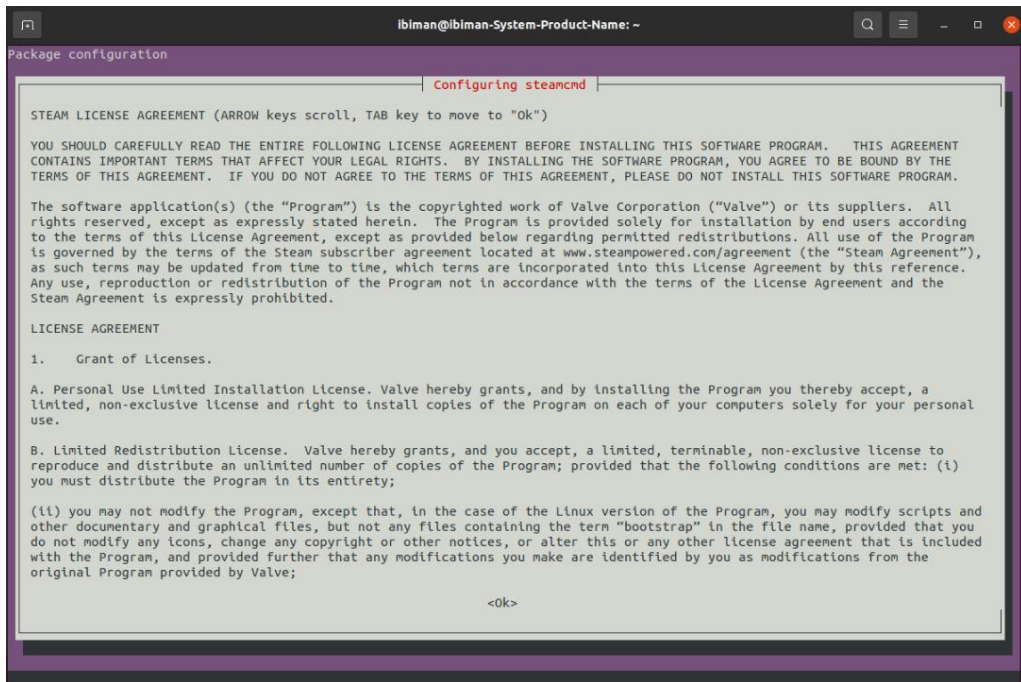 ibiman@ibiman-System-Product-Name: ~
Package configuration
Configuring steamcmd
STEAM LICENSE AGREEMENT (ARROW keys scroll, TAB key to move to "Ok")
YOU SHOULD CAREFULLY READ THE ENTIRE FOLLOWING LICENSE AGREEMENT BEFORE INSTALLING THIS SOFTWARE PROGRAM.   THIS AGREEMENT
CONTAINS IMPORTANT TERMS THAT AFFECT YOUR LEGAL RIGHTS.  BY INSTALLING THE SOFTWARE PROGRAM, YOU AGREE TO BE BOUND BY THE
TERMS OF THIS AGREEMENT.  IF YOU DO NOT AGREE TO THE TERMS OF THIS AGREEMENT, PLEASE DO NOT INSTALL THIS SOFTWARE PROGRAM.
The software application(s) (the “Program”) is the copyrighted work of Valve Corporation (“Valve”) or its suppliers.  All
rights reserved, except as expressly stated herein.  The Program is provided solely for installation by end users according
to the terms of this License Agreement, except as provided below regarding permitted redistributions. All use of the Program
is governed by the terms of the Steam subscriber agreement located at www.steampowered.com/agreement (the “Steam Agreement”),
as such terms may be updated from time to time, which terms are incorporated into this License Agreement by this reference.
Any use, reproduction or redistribution of the Program not in accordance with the terms of the License Agreement and the
Steam Agreement is expressly prohibited.
LICENSE AGREEMENT
1.    Grant of Licenses.
A. Personal Use Limited Installation License. Valve hereby grants, and by installing the Program you thereby accept, a
limited, non-exclusive license and right to install copies of the Program on each of your computers solely for your personal
use.
B. Limited Redistribution License.  Valve hereby grants, and you accept, a limited, terminable, non-exclusive license to
reproduce and distribute an unlimited number of copies of the Program; provided that the following conditions are met: (i)
you must distribute the Program in its entirety;
(ii) you may not modify the Program, except that, in the case of the Linux version of the Program, you may modify scripts and
other documentary and graphical files, but not any files containing the term “bootstrap” in the file name, provided that you
do not modify any icons, change any copyright or other notices, or alter this or any other license agreement that is included
with the Program, and provided further that any modifications you make are identified by you as modifications from the
original Program provided by Valve;
<Ok>